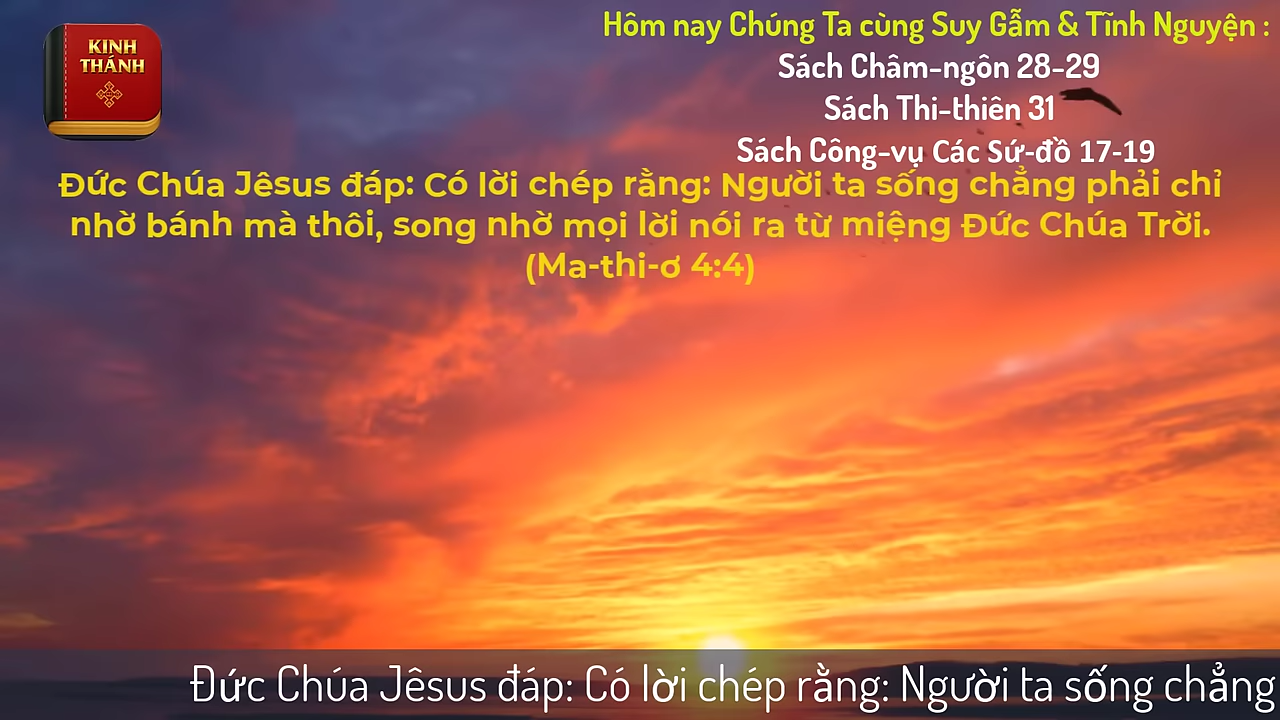 KINH
THÁNH
Hôm nay Chúng Ta cùng Suy Gẫm & Tĩnh Nguyện :
Sách Châm-ngôn 28-29
Sách Thi-thiên 31
Sách Công-vụ Các Sứ-đồ 17-19
Đức Chúa Jêsus đáp: Có lời chép rằng: Người ta sống chẳng phải chỉ
nhờ bánh mà thôi, song nhờ mọi lời nói ra từ miệng Đức Chúa Trời.
(Ma-thi-ơ 4:4)
Đức Chúa Jêsus đáp: Có lời chép rằng: Người ta sống chẳng